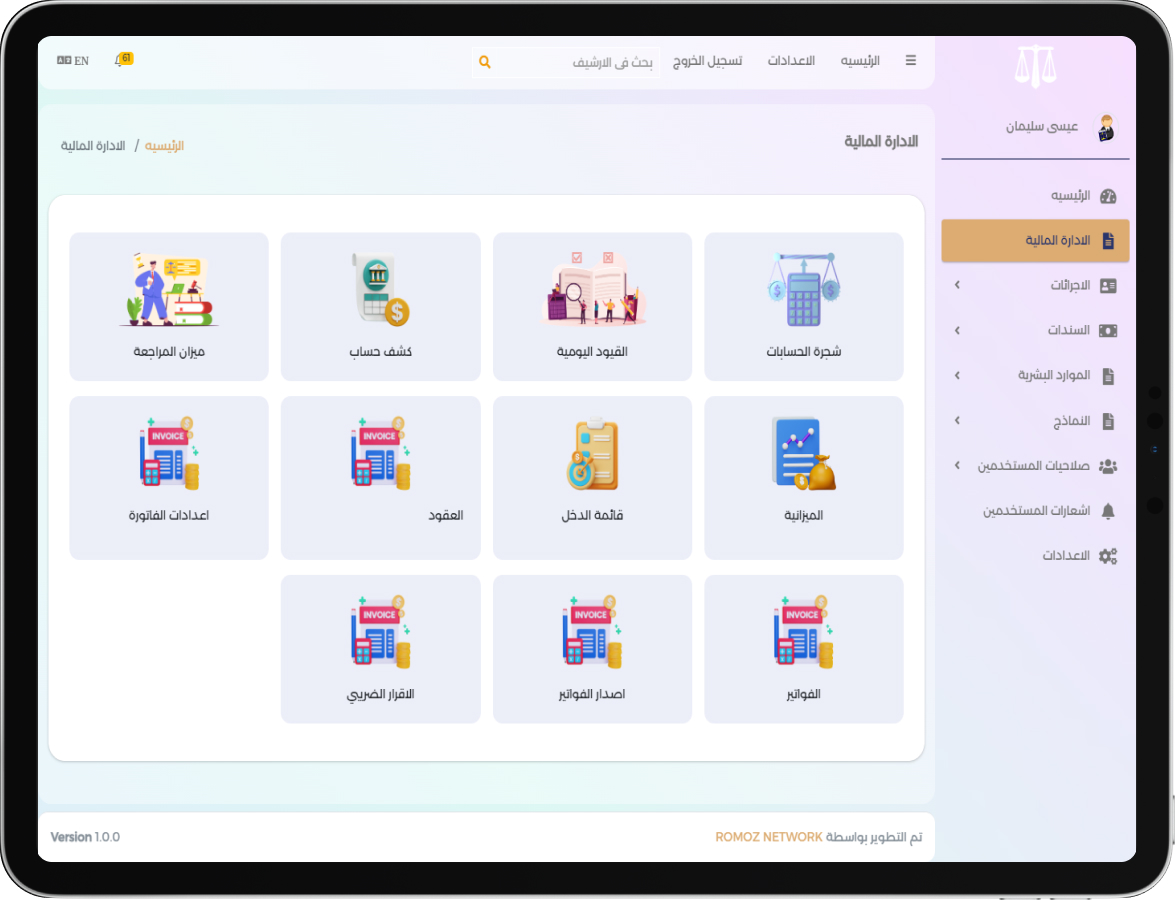 ☰ الرئيسيه الاعدادات تسجيل الخروج بحث فى الارشيف
61
EN
عيسى سليمان
الرئيسيه
الادارة المالية
الاجرائات
السندات
الموارد البشرية
النماذج
صلاحيات المستخدمين
اشعارات المستخدمين
الاعدادات
الادارة المالية
الرئيسيه / الادارة المالية
شجرة الحسابات
القيود اليومية
كشف حساب
ميزان المراجعة
الميزانية
قائمة الدخل
INVOICE
العقود
INVOICE
اعدادات الفاتورة
INVOICE
الفواتير
INVOICE
اصدار الفواتير
INVOICE
الاقرار الضريبي
تم التطوير بواسطة ROMOZ NETWORK
Version 1.0.0